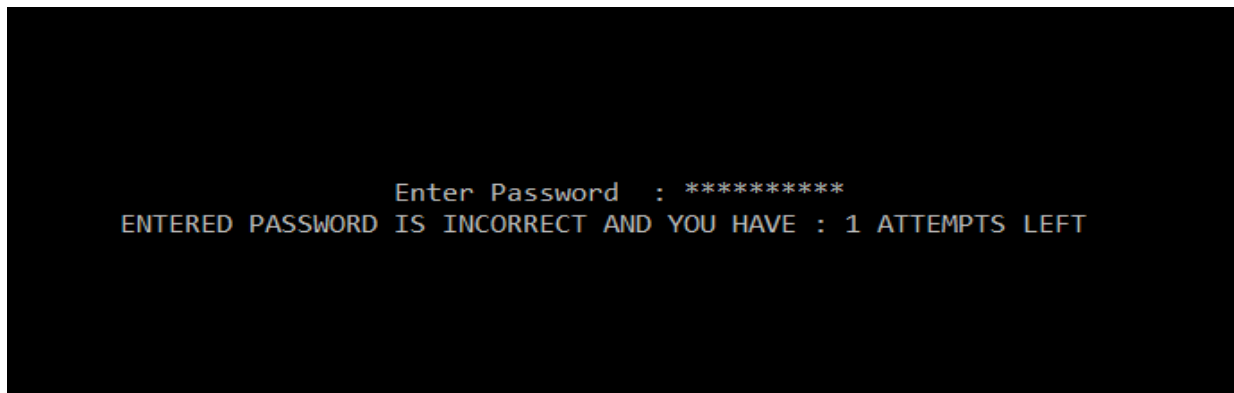 Enter Password  : **********
ENTERED PASSWORD IS INCORRECT AND YOU HAVE : 1 ATTEMPTS LEFT